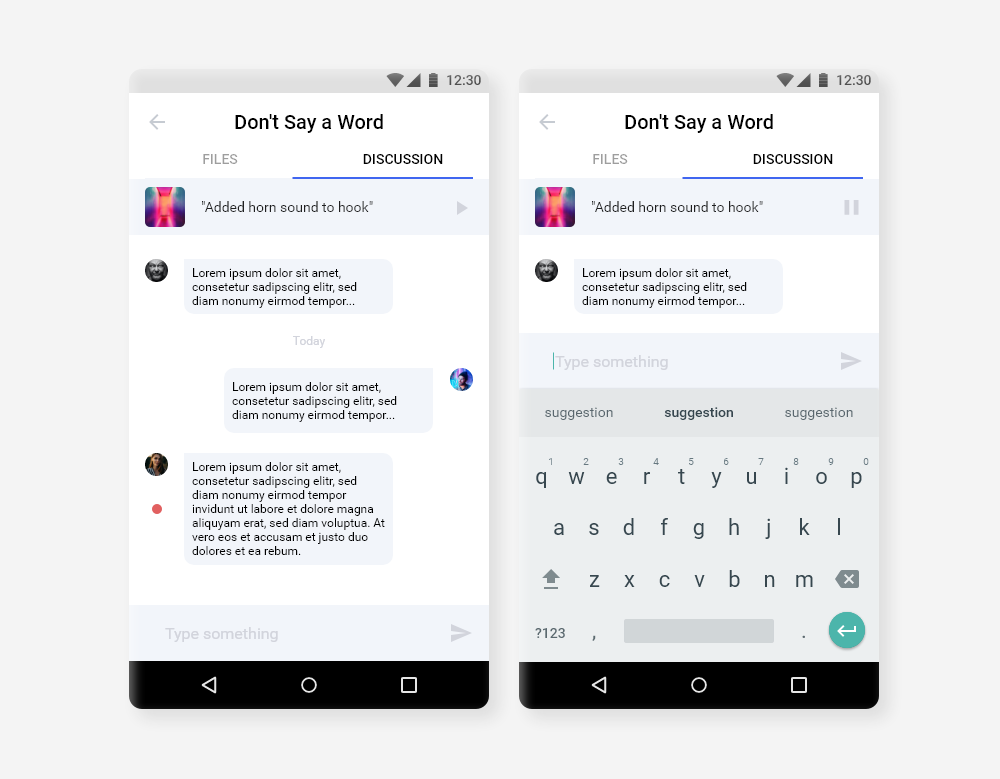 12:30
Don't Say a Word
FILES DISCUSSION
"Added horn sound to hook"
Lorem ipsum dolor sit amet,
consetetur sadipscing elitr, sed
diam nonumy eirmod tempor...
Today
Lorem ipsum dolor sit amet,
consetetur sadipscing elitr, sed
diam nonumy eirmod tempor...
Lorem ipsum dolor sit amet,
consetetur sadipscing elitr, sed
diam nonumy eirmod tempor
invidunt ut labore et dolore magna
aliquyam erat, sed diam voluptua. At
vero eos et accusam et justo duo
dolores et ea rebum.
Type something
12:30
Don't Say a Word
FILES DISCUSSION
"Added horn sound to hook"
Lorem ipsum dolor sit amet,
consetetur sadipscing elitr, sed
diam nonumy eirmod tempor...
Type something
suggestion suggestion suggestion
1 2 3 4 5 6 7 8 9 0
q w e r t y u i o p
a s d f g h j k l
z x c v b n m
?123 , .